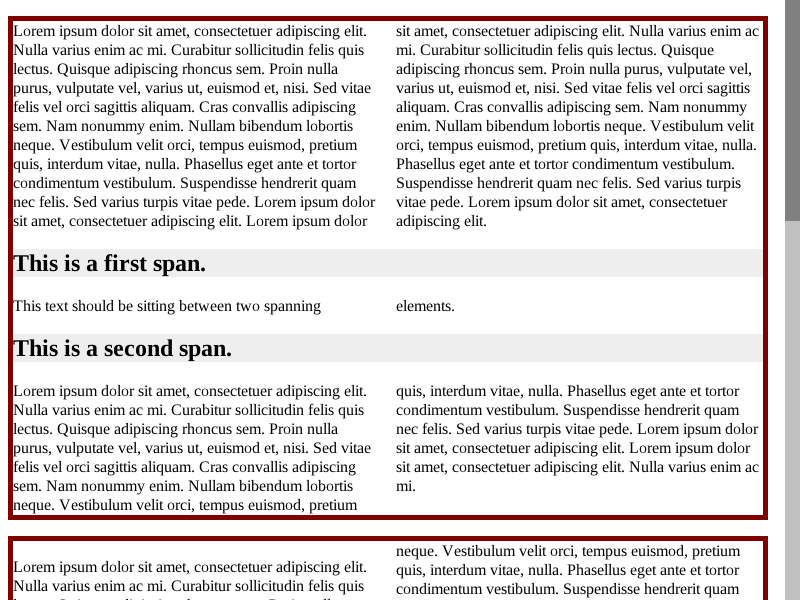 Lorem ipsum dolor sit amet, consectetuer adipiscing elit.
Nulla varius enim ac mi. Curabitur sollicitudin felis quis
lectus. Quisque adipiscing rhoncus sem. Proin nulla
purus, vulputate vel, varius ut, euismod et, nisi. Sed vitae
felis vel orci sagittis aliquam. Cras convallis adipiscing
sem. Nam nonummy enim. Nullam bibendum lobortis
neque. Vestibulum velit orci, tempus euismod, pretium
quis, interdum vitae, nulla. Phasellus eget ante et tortor
condimentum vestibulum. Suspendisse hendrerit quam
nec felis. Sed varius turpis vitae pede. Lorem ipsum dolor
sit amet, consectetuer adipiscing elit. Lorem ipsum dolor
sit amet, consectetuer adipiscing elit. Nulla varius enim ac
mi. Curabitur sollicitudin felis quis lectus. Quisque
adipiscing rhoncus sem. Proin nulla purus, vulputate vel,
varius ut, euismod et, nisi. Sed vitae felis vel orci sagittis
aliquam. Cras convallis adipiscing sem. Nam nonummy
enim. Nullam bibendum lobortis neque. Vestibulum velit
orci, tempus euismod, pretium quis, interdum vitae, nulla.
Phasellus eget ante et tortor condimentum vestibulum.
Suspendisse hendrerit quam nec felis. Sed varius turpis
vitae pede. Lorem ipsum dolor sit amet, consectetuer
adipiscing elit.
This is a first span.
This text should be sitting between two spanning
elements.
This is a second span.
Lorem ipsum dolor sit amet, consectetuer adipiscing elit.
Nulla varius enim ac mi. Curabitur sollicitudin felis quis
lectus. Quisque adipiscing rhoncus sem. Proin nulla
purus, vulputate vel, varius ut, euismod et, nisi. Sed vitae
felis vel orci sagittis aliquam. Cras convallis adipiscing
sem. Nam nonummy enim. Nullam bibendum lobortis
neque. Vestibulum velit orci, tempus euismod, pretium
quis, interdum vitae, nulla. Phasellus eget ante et tortor
condimentum vestibulum. Suspendisse hendrerit quam
nec felis. Sed varius turpis vitae pede. Lorem ipsum dolor
sit amet, consectetuer adipiscing elit. Lorem ipsum dolor
sit amet, consectetuer adipiscing elit. Nulla varius enim ac
mi.
Lorem ipsum dolor sit amet, consectetuer adipiscing elit.
Nulla varius enim ac mi. Curabitur sollicitudin felis quis
neque. Vestibulum velit orci, tempus euismod, pretium
quis, interdum vitae, nulla. Phasellus eget ante et tortor
condimentum vestibulum. Suspendisse hendrerit quam